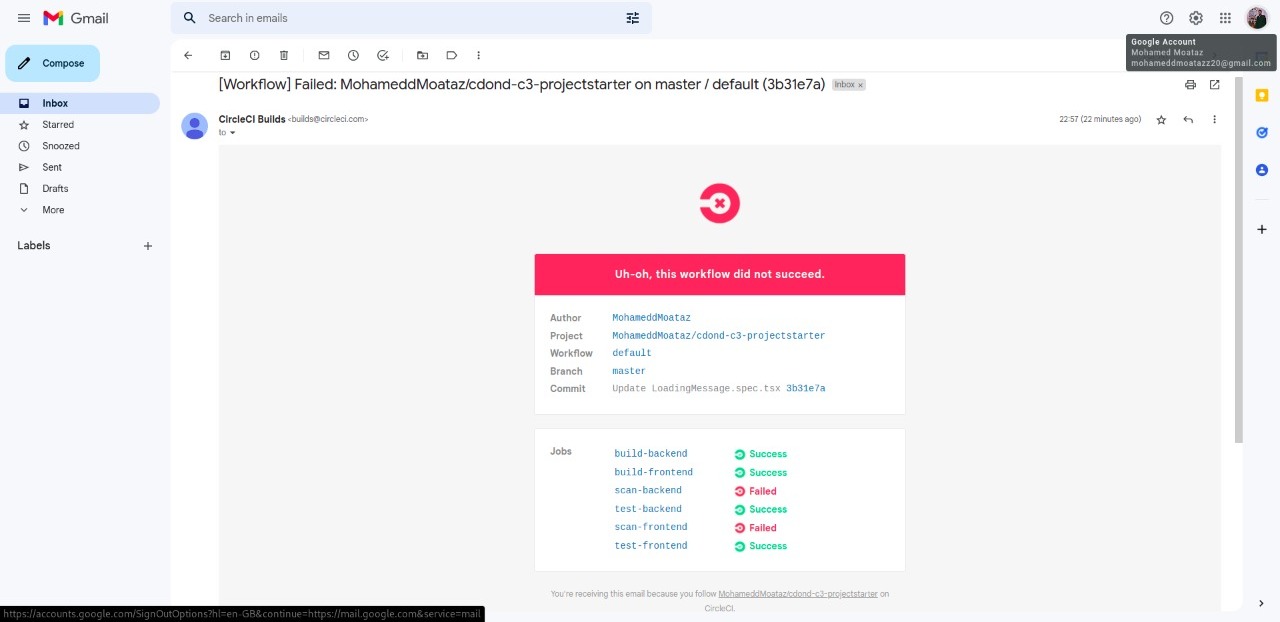 Gmail
Search in emails
Google Account
Mohamed Moataz
mohameddmoatazz20@gmail.com
Compose
Inbox
Starred
Snoozed
Sent
Drafts
More
Labels
[Workflow] Failed: MohameddMoataz/cdond-c3-projectstarter on master / default (3b31e7a) Inbox x
CircleCI Builds <builds@circleci.com> 22:57 (22 minutes ago)
to
Uh-oh, this workflow did not succeed.
Author MohameddMoataz
Project MohameddMoataz/cdond-c3-projectstarter
Workflow default
Branch master
Commit Update LoadingMessage.spec.tsx 3b31e7a
Jobs build-backend Success
build-frontend Success
scan-backend Failed
test-backend Success
scan-frontend Failed
test-frontend Success
You're receiving this email because you follow MohameddMoataz/cdond-c3-projectstarter on
CircleCI.
https://accounts.google.com/SignOutOptions?hl=en-GB&continue=https://mail.google.com&service=mail